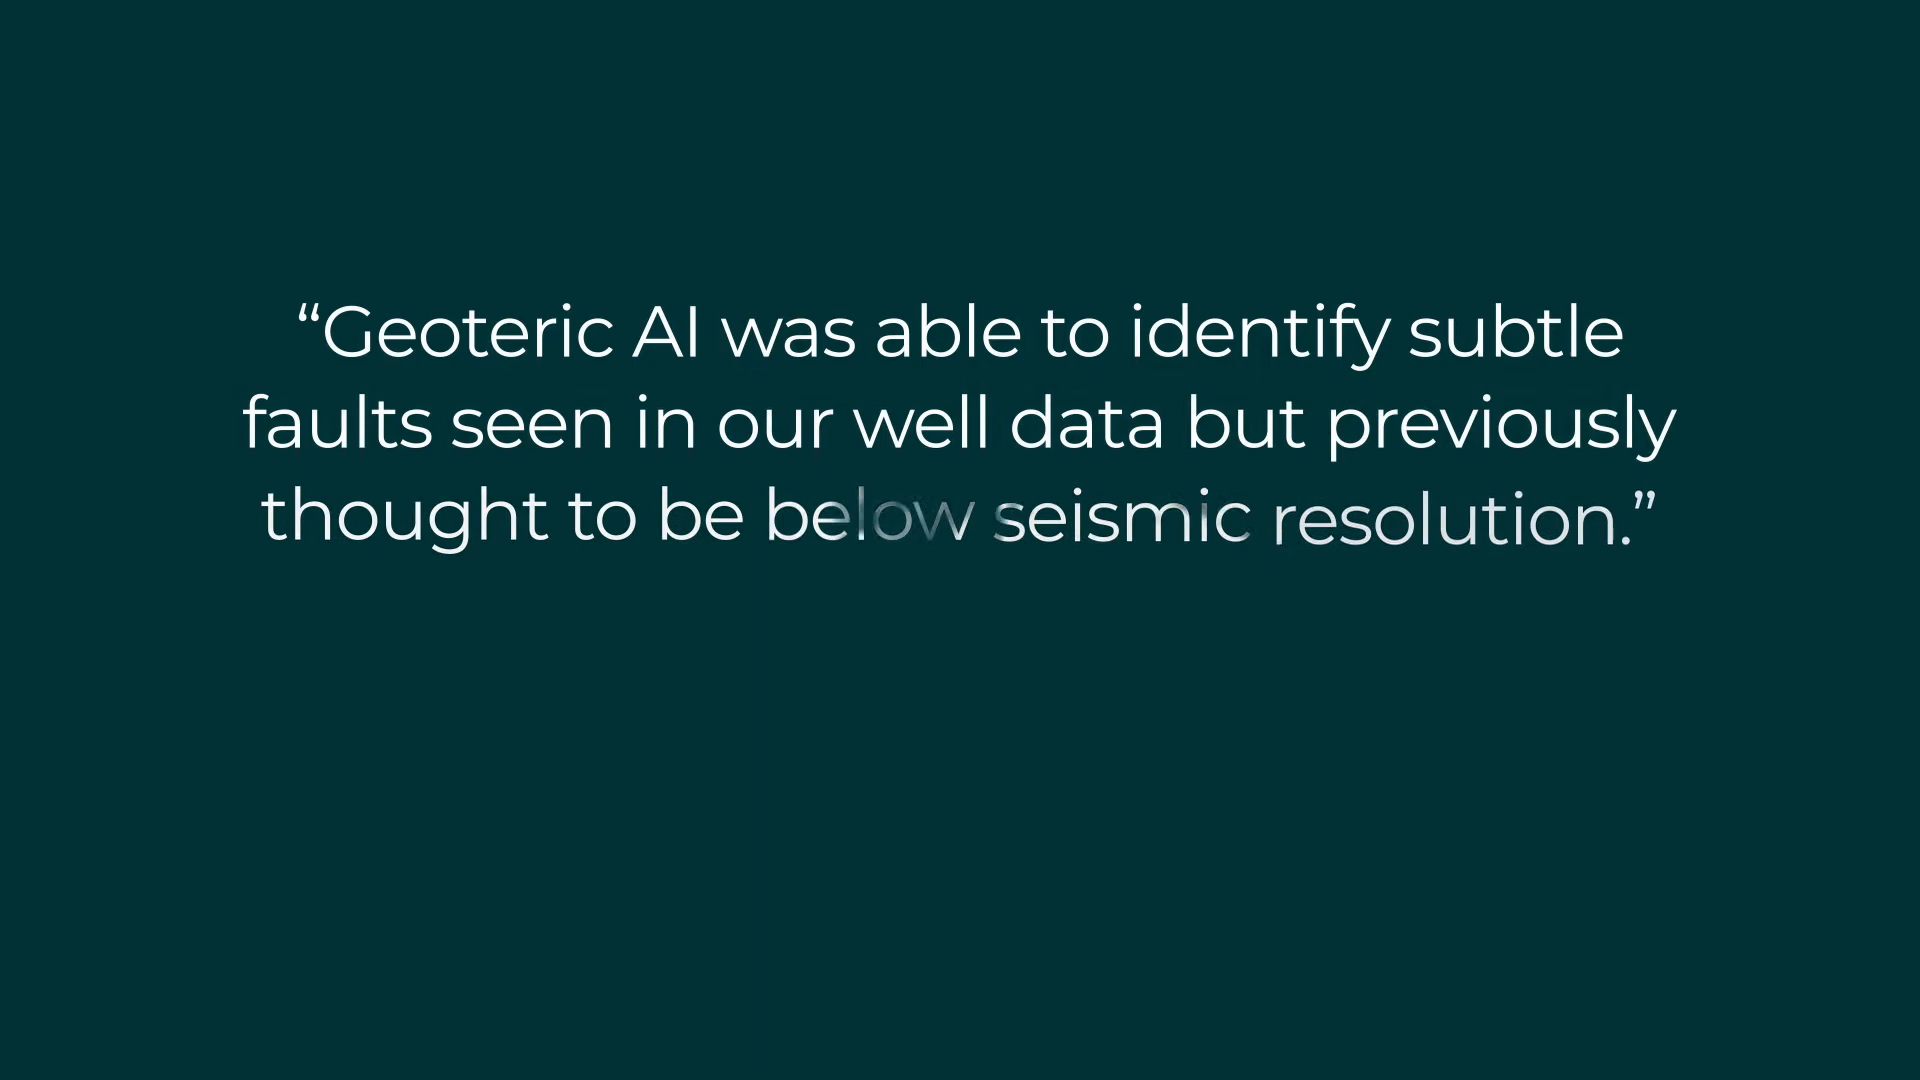 “Geoteric AI was able to identify subtle
faults seen in our well data but previously
thought to be below seismic resolution.”